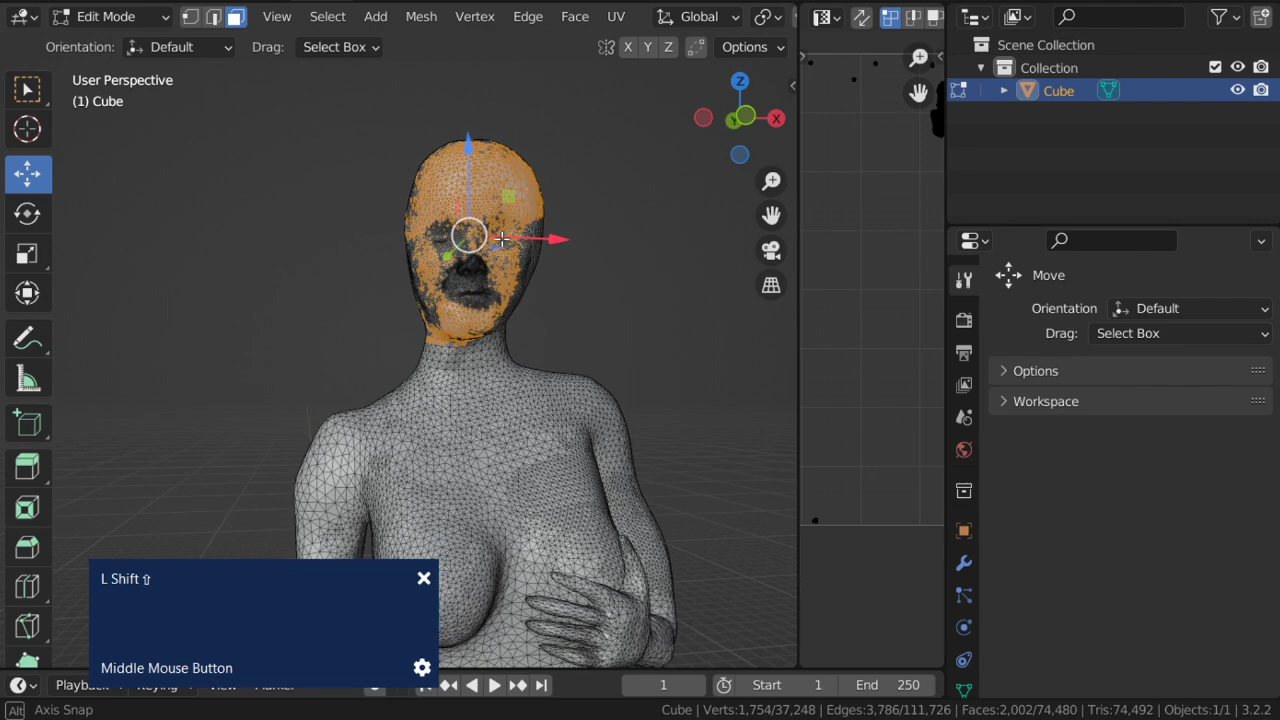 Edit Mode View Select Add Mesh Vertex Edge Face UV Global
Orientation: Default Drag: Select Box X Y Z Options
User Perspective
(1) Cube
Z
X
Y
Scene Collection
Collection
Cube
Move
Orientation Default
Drag: Select Box
Options
Workspace
L Shift ⇧
Middle Mouse Button
Playback 1 Start 1 End 250
Alt Axis Snap Cube | Verts:1,754/37,248 | Edges:3,786/111,726 | Faces:2,002/74,480 | Tris:74,492 | Objects:1/1 | 3.2.2